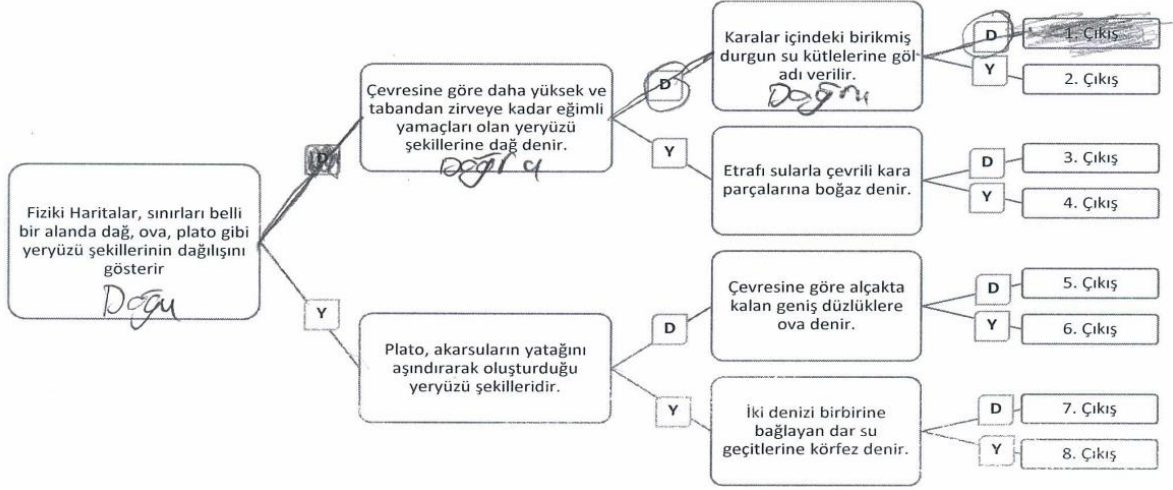 Fiziki Haritalar, sınırları belli
bir alanda dağ, ova, plato gibi
yeryüzü şekillerinin dağılışını
gösterir
Doğu
D
Y
Çevresine göre daha yüksek ve
tabandan zirveye kadar eğimli
yamaçları olan yeryüzü
şekillerine dağ denir.
Doğru
D
Y
Plato, akarsuların yatağını
aşındırarak oluşturduğu
yeryüzü şekilleridir.
D
Y
Karalar içindeki birikmiş
durgun su kütlelerine göl
adı verilir.
Doğru
D
Y
Etrafı sularla çevrili kara
parçalarına boğaz denir.
D
Y
Çevresine göre alçakta
kalan geniş düzlüklere
ova denir.
D
Y
İki denizi birbirine
bağlayan dar su
geçitlerine körfez denir.
D
Y
1. Çıkış
2. Çıkış
3. Çıkış
4. Çıkış
5. Çıkış
6. Çıkış
7. Çıkış
8. Çıkış